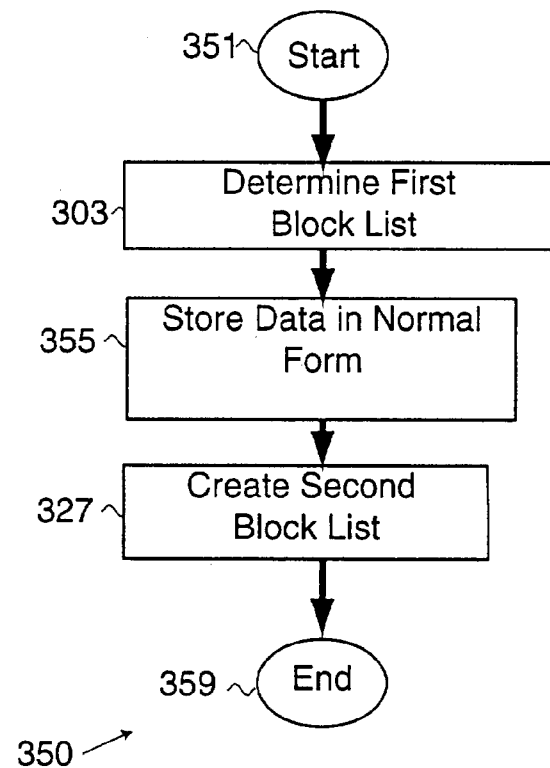 351
Start
303
Determine First
Block List
355
Store Data in Normal
Form
327
Create Second
Block List
359
End
350